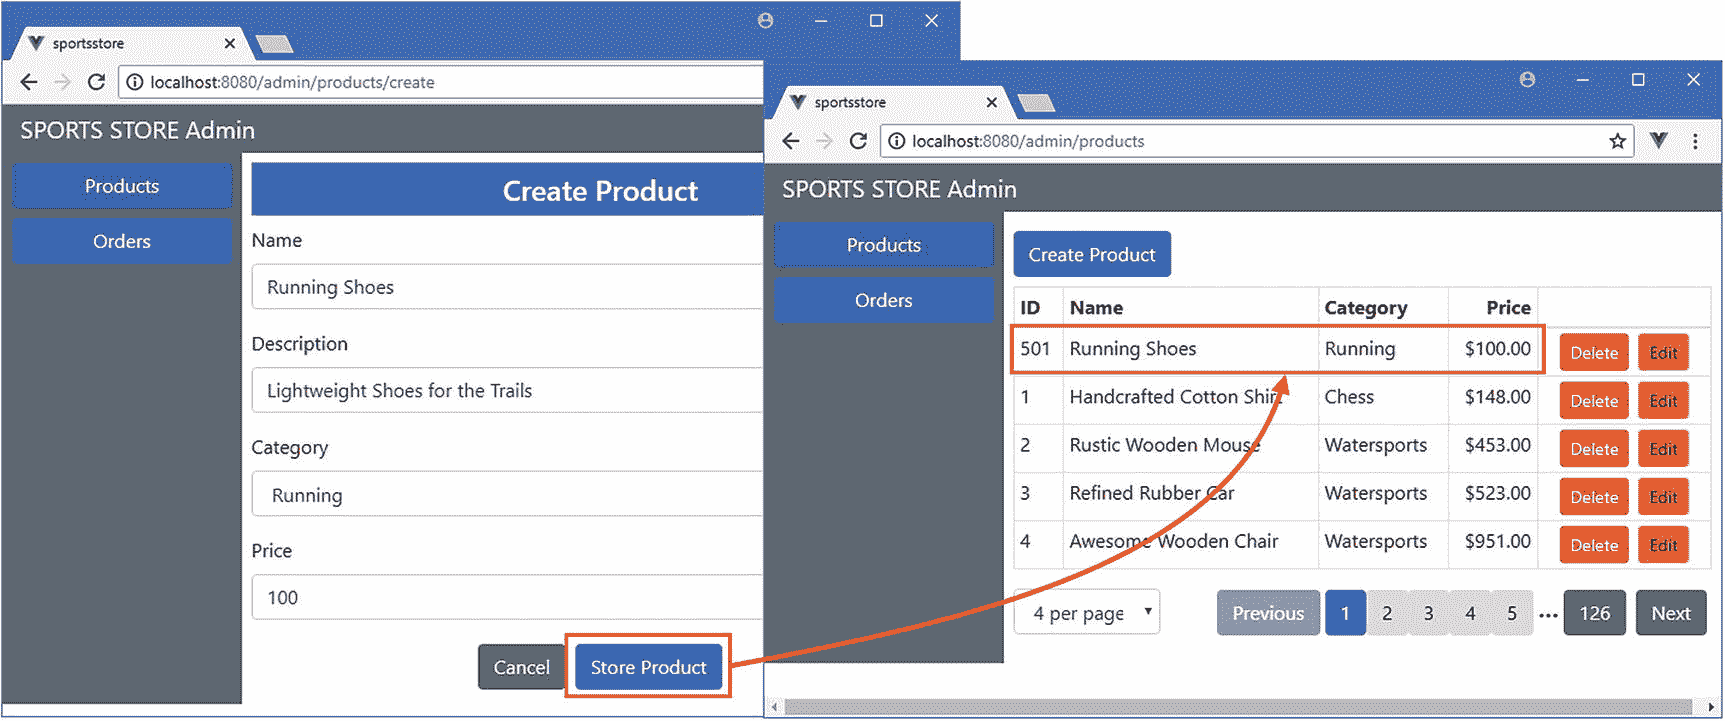 sportsstore
localhost:8080/admin/products/create
SPORTS STORE Admin
Products
Orders
Create Product
Name
Running Shoes
Description
Lightweight Shoes for the Trails
Category
Running
Price
100
Cancel Store Product
sportsstore
localhost:8080/admin/products
SPORTS STORE Admin
Products
Orders
Create Product
ID Name Category Price
501 Running Shoes Running $100.00 Delete Edit
1 Handcrafted Cotton Shirt Chess $148.00 Delete Edit
2 Rustic Wooden Mouse Watersports $453.00 Delete Edit
3 Refined Rubber Car Watersports $523.00 Delete Edit
4 Awesome Wooden Chair Watersports $951.00 Delete Edit
4 per page Previous 1 2 3 4 5 ... 126 Next